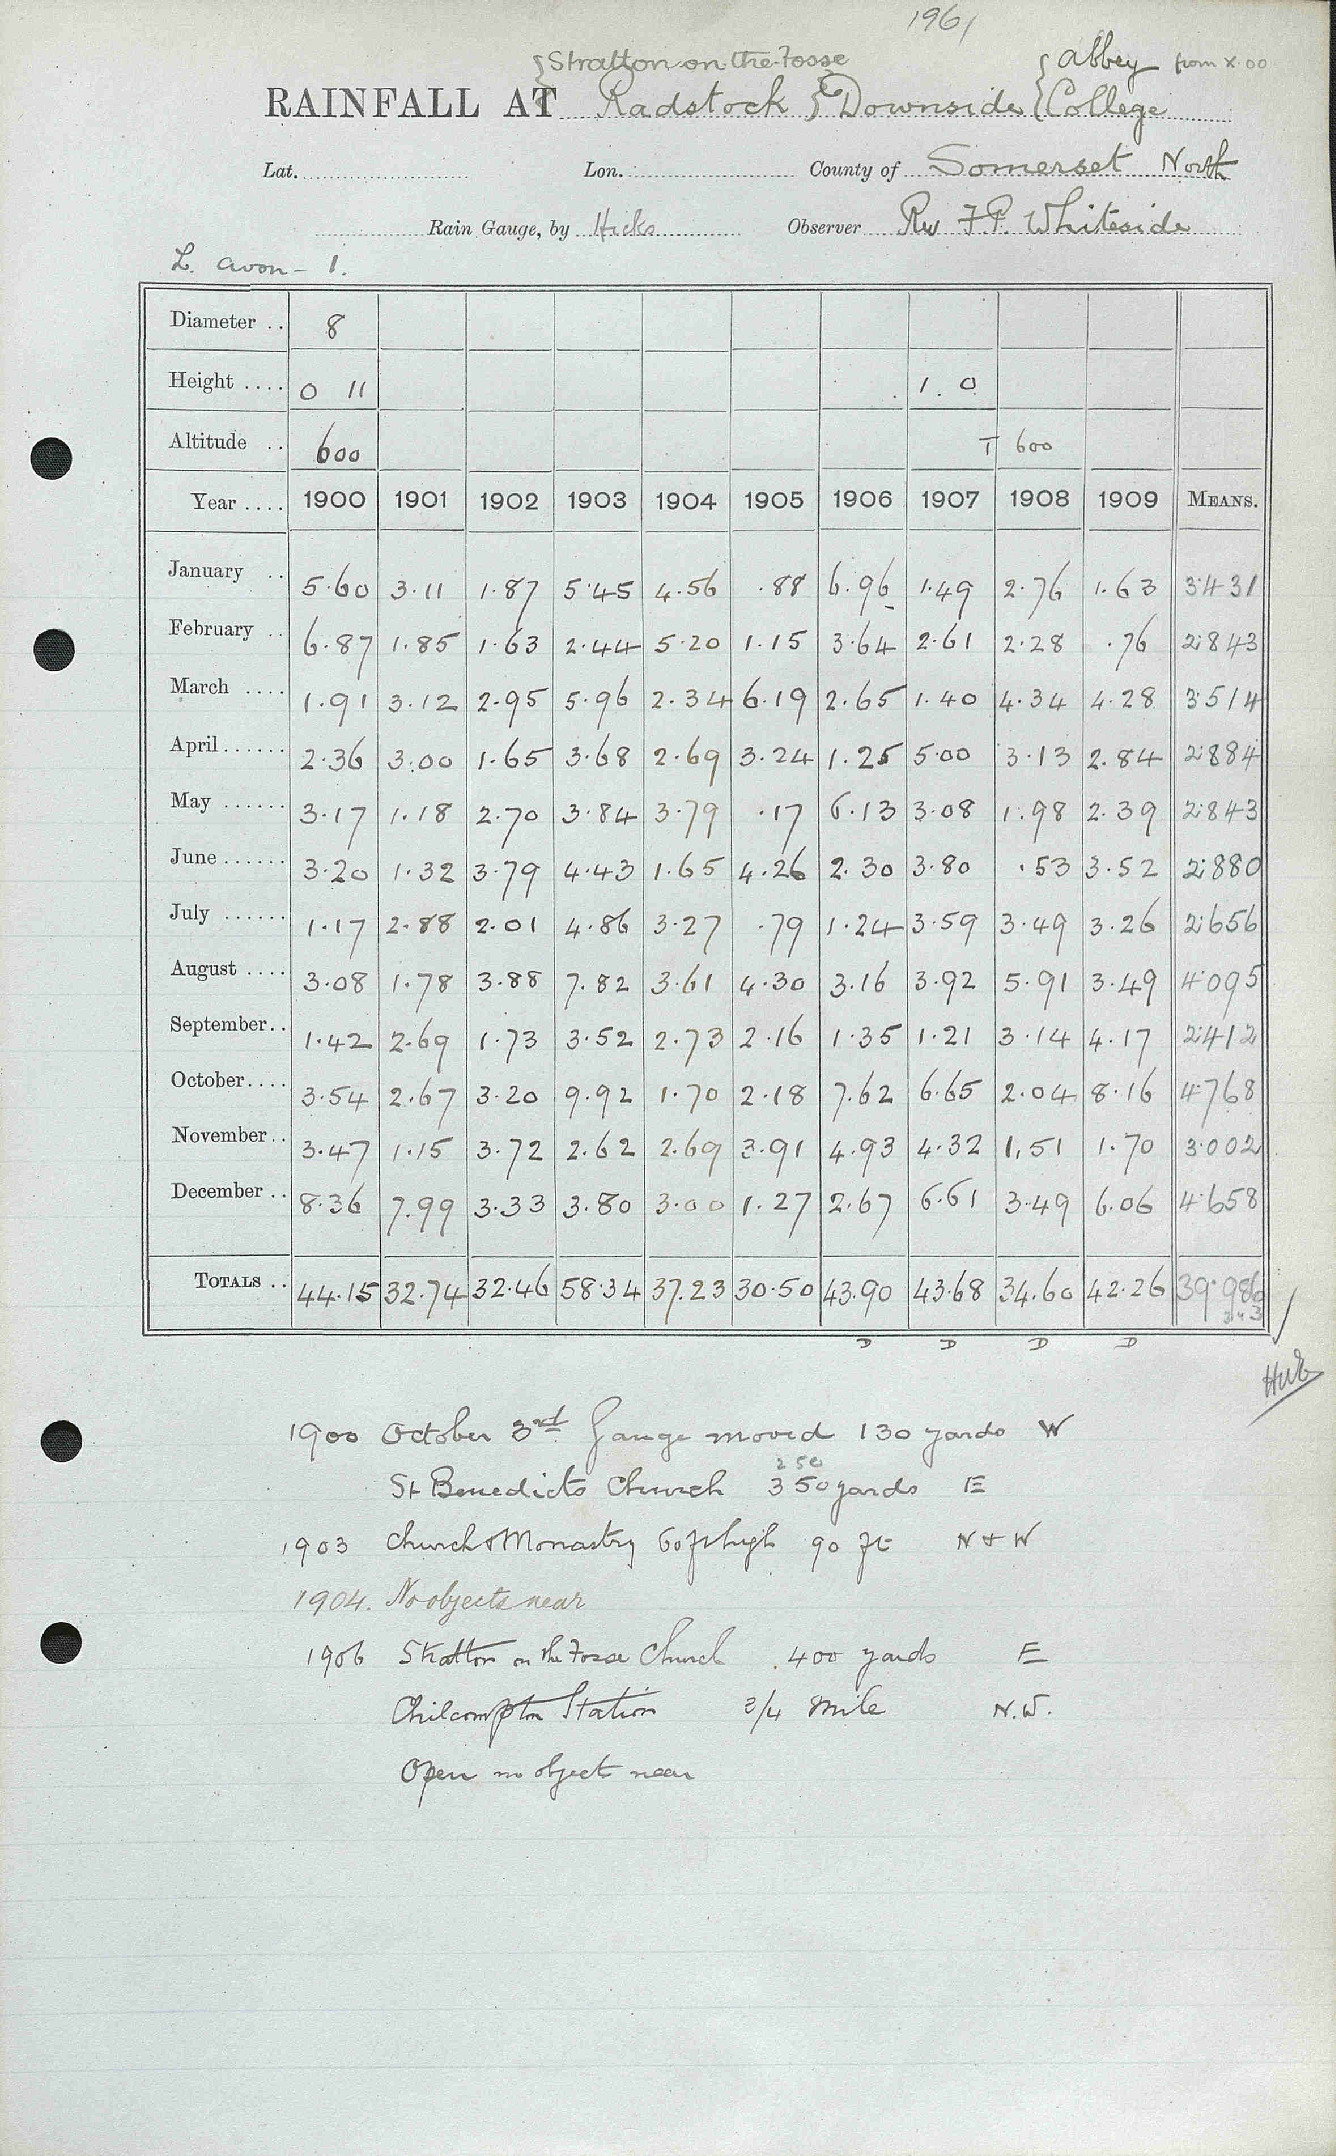 1961
{Stratton on the Fosse {Abbey from X.00
RAINFALL AT Radstock } Downside {College
Lat. Lon. County of Somerset North
Rain Gauge, by Hicks Observer Rev F.P. Whiteside
L. Avon - 1.
Diameter .. 8
Height .... 0 11 1.0
Altitude .. 600 T 600
Year .... 1900 1901 1902 1903 1904 1905 1906 1907 1908 1909 MEANS.
January .. 5.60 3.11 1.87 5.45 4.56 .88 6.96 1.49 2.76 1.63 3.431
February .. 6.87 1.85 1.63 2.44 5.20 1.15 3.64 2.61 2.28 .76 2.843
March .... 1.91 3.12 2.95 5.96 2.34 6.19 2.65 1.40 4.34 4.28 3.514
April ...... 2.36 3.00 1.65 3.68 2.69 3.24 1.25 5.00 3.13 2.84 2.884
May ...... 3.17 1.18 2.70 3.84 3.79 .17 6.13 3.08 1.98 2.39 2.843
June ...... 3.20 1.32 3.79 4.43 1.65 4.26 2.30 3.80 .53 3.52 2.880
July ...... 1.17 2.88 2.01 4.86 3.27 .79 1.24 3.59 3.49 3.26 2.656
August .... 3.08 1.78 3.88 7.82 3.61 4.30 3.16 3.92 5.91 3.49 4.095
September .. 1.42 2.69 1.73 3.52 2.73 2.16 1.35 1.21 3.14 4.17 2.412
October .... 3.54 2.67 3.20 9.92 1.70 2.18 7.62 6.65 2.04 8.16 4.768
November .. 3.47 1.15 3.72 2.62 2.69 3.91 4.93 4.32 1.51 1.70 3.002
December .. 8.36 7.99 3.33 3.80 3.00 1.27 2.67 6.61 3.49 6.06 4.658
TOTALS .. 44.15 32.74 32.46 58.34 37.23 30.50 43.90 43.68 34.60 42.26 39.986
D D D D
1900 October 3rd Gauge moved 130 yards W
250
St Benedicts Church 350 yards E
1903 Church & Monastry 60 ft high 90 ft N & W
1904. No objects near
1906 Stratton on the Fosse Church 400 yards E
Chilcompton Station 3/4 mile N.W.
Open no object near